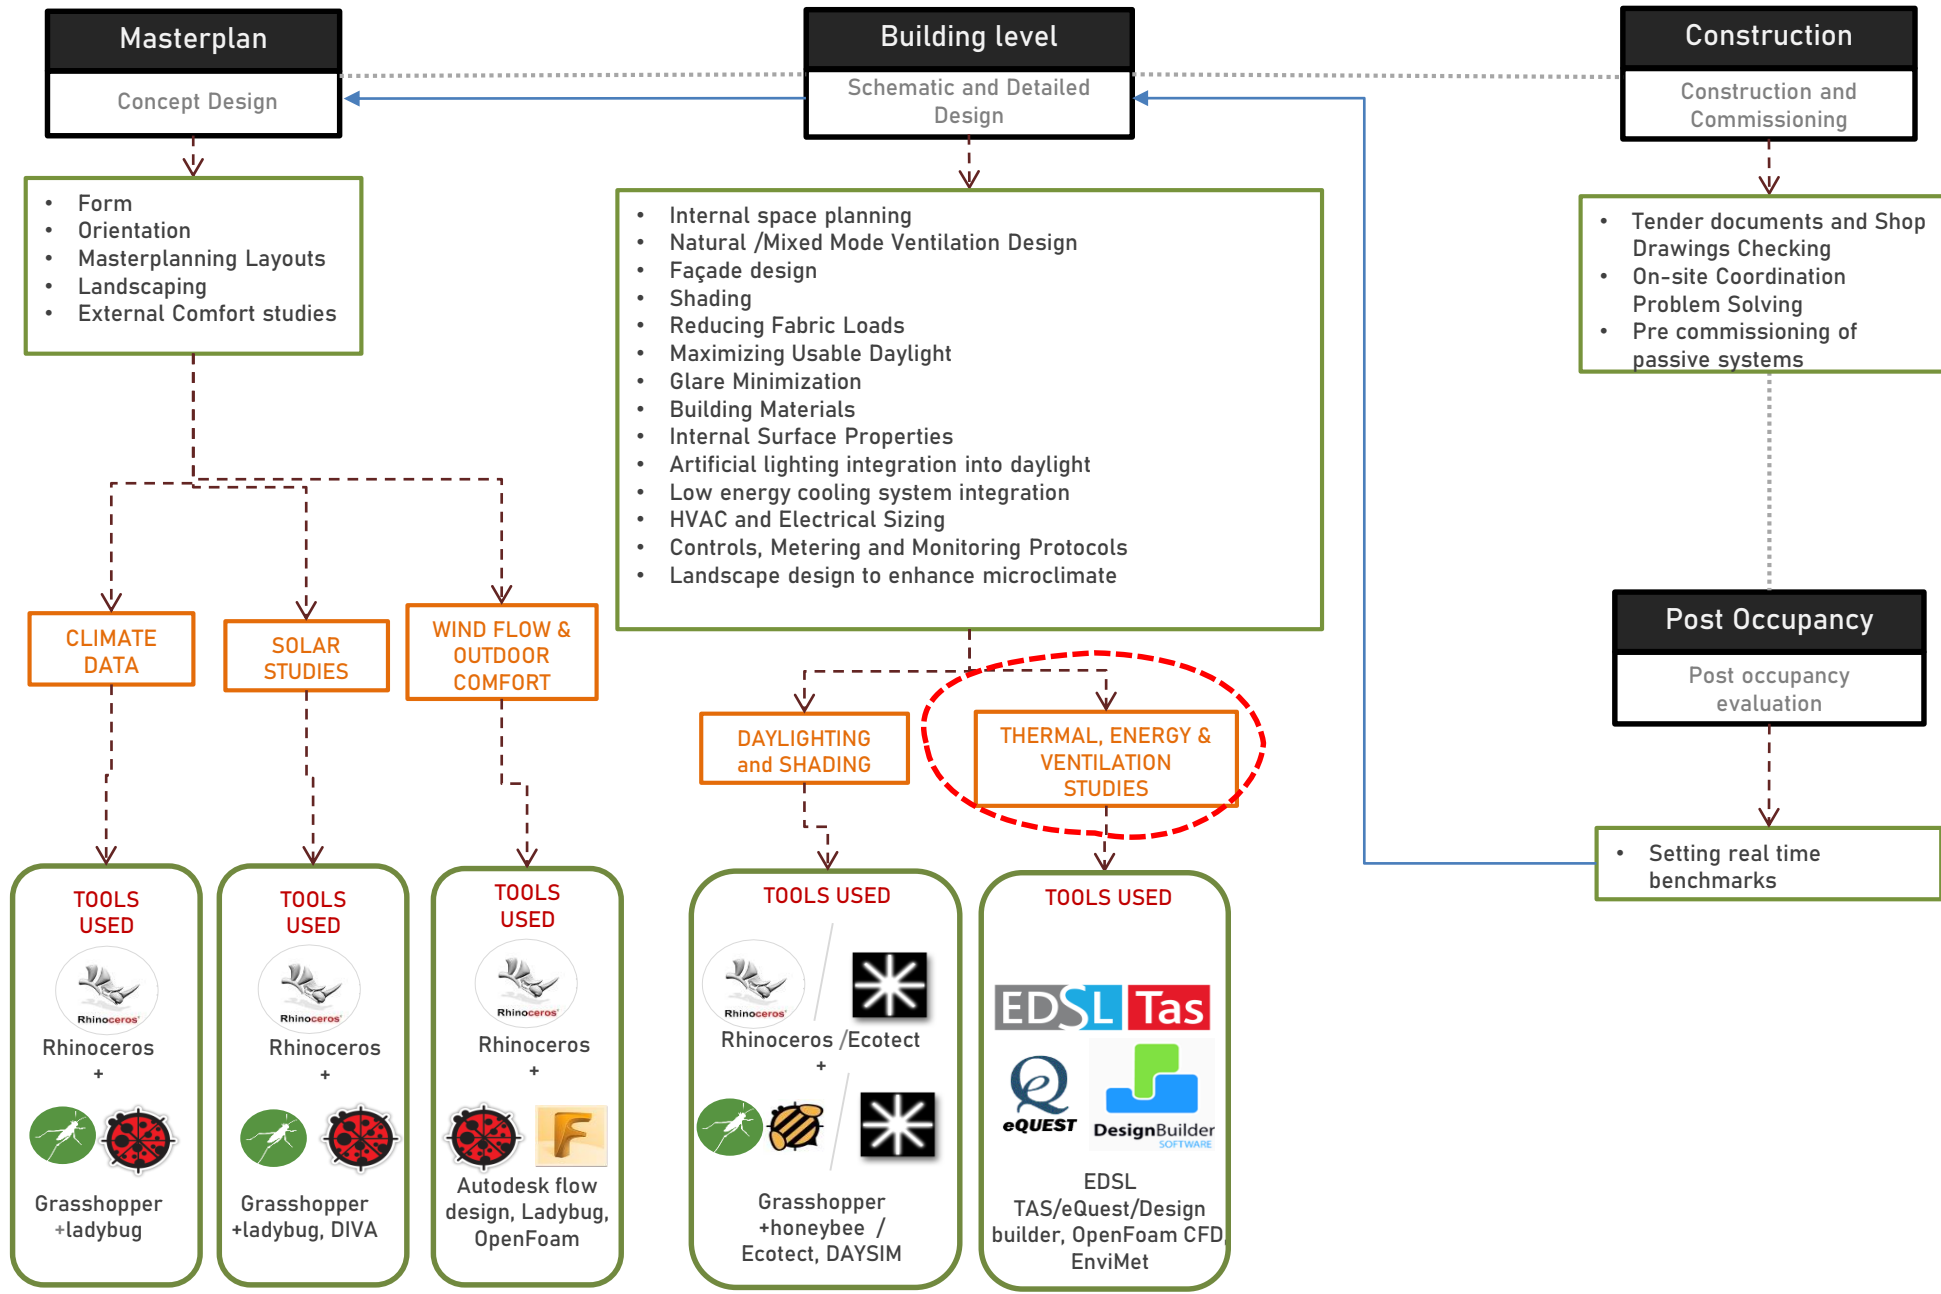 Masterplan
Concept Design
Building level
Schematic and Detailed
Design
Construction
Construction and
Commissioning
• Form
• Orientation
• Masterplanning Layouts
• Landscaping
• External Comfort studies
• Internal space planning
• Natural /Mixed Mode Ventilation Design
• Façade design
• Shading
• Reducing Fabric Loads
• Maximizing Usable Daylight
• Glare Minimization
• Building Materials
• Internal Surface Properties
• Artificial lighting integration into daylight
• Low energy cooling system integration
• HVAC and Electrical Sizing
• Controls, Metering and Monitoring Protocols
• Landscape design to enhance microclimate
• Tender documents and Shop
Drawings Checking
• On-site Coordination
Problem Solving
• Pre commissioning of
passive systems
CLIMATE
DATA
SOLAR
STUDIES
WIND FLOW &
OUTDOOR
COMFORT
DAYLIGHTING
and SHADING
THERMAL, ENERGY &
VENTILATION
STUDIES
Post Occupancy
Post occupancy
evaluation
• Setting real time
benchmarks
TOOLS
USED
Rhinoceros
Rhinoceros
+
Grasshopper
+ladybug
TOOLS
USED
Rhinoceros
Rhinoceros
+
Grasshopper
+ladybug, DIVA
TOOLS
USED
Rhinoceros
Rhinoceros
+
F
Autodesk flow
design, Ladybug,
OpenFoam
TOOLS USED
Rhinoceros
Rhinoceros /Ecotect
+
Grasshopper
+honeybee /
Ecotect, DAYSIM
TOOLS USED
EDSL Tas
eQUEST
DesignBuilder
SOFTWARE
EDSL
TAS/eQuest/Design
builder, OpenFoam CFD,
EnviMet